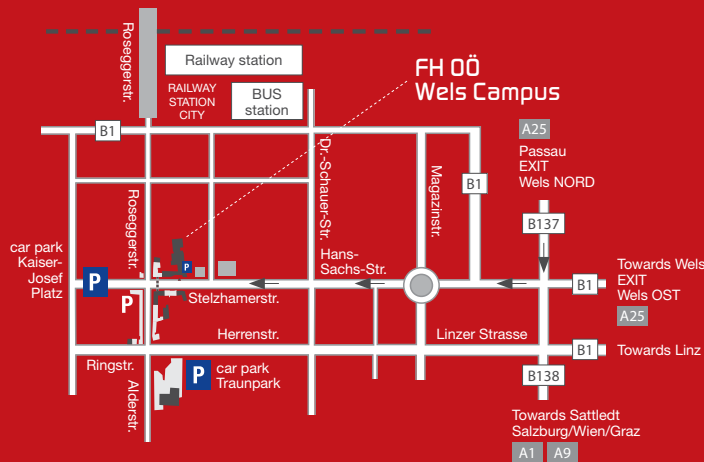 Roseggerstr.
Railway station
RAILWAY
STATION
CITY
BUS
station
FH OÖ
Wels Campus
B1
Dr.-Schauer-Str.
Magazinstr.
B1
A25
Passau
EXIT
Wels NORD
B137
Roseggerstr.
car park
Kaiser-
Josef
Platz
P
P
P
Hans-
Sachs-Str.
Stelzhamerstr.
B1
Towards Wels
EXIT
Wels OST
A25
Herrenstr.
Linzer Strasse
B1
Towards Linz
Ringstr.
Alderstr.
P
car park
Traunpark
B138
Towards Sattledt
Salzburg/Wien/Graz
A1
A9